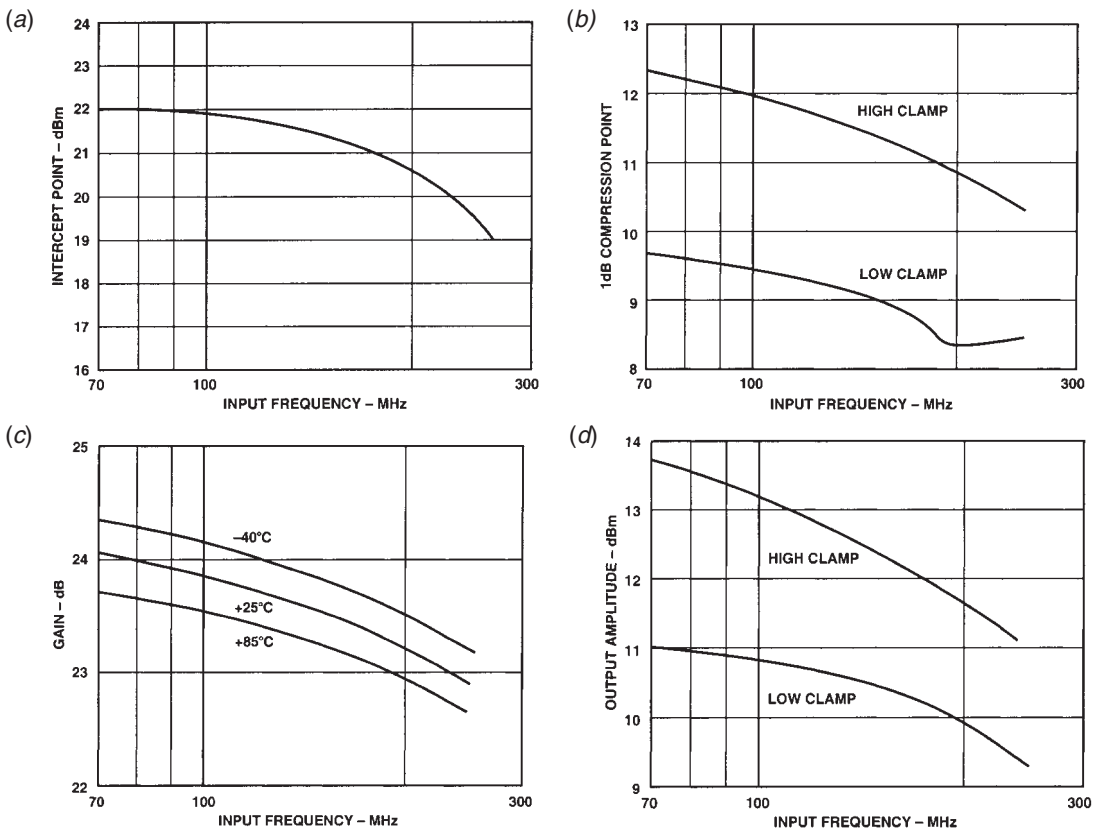 (a)
24
23
22
21
20
19
18
17
16
INTERCEPT POINT – dBm
70 100 300
INPUT FREQUENCY – MHz
(b)
13
12
11
10
9
8
1dB COMPRESSION POINT
HIGH CLAMP
LOW CLAMP
70 100 300
INPUT FREQUENCY – MHz
(c)
25
24
23
22
GAIN – dB
–40°C
+25°C
+85°C
70 100 300
INPUT FREQUENCY – MHz
(d)
14
13
12
11
10
9
OUTPUT AMPLITUDE – dBm
HIGH CLAMP
LOW CLAMP
70 100 300
INPUT FREQUENCY – MHz